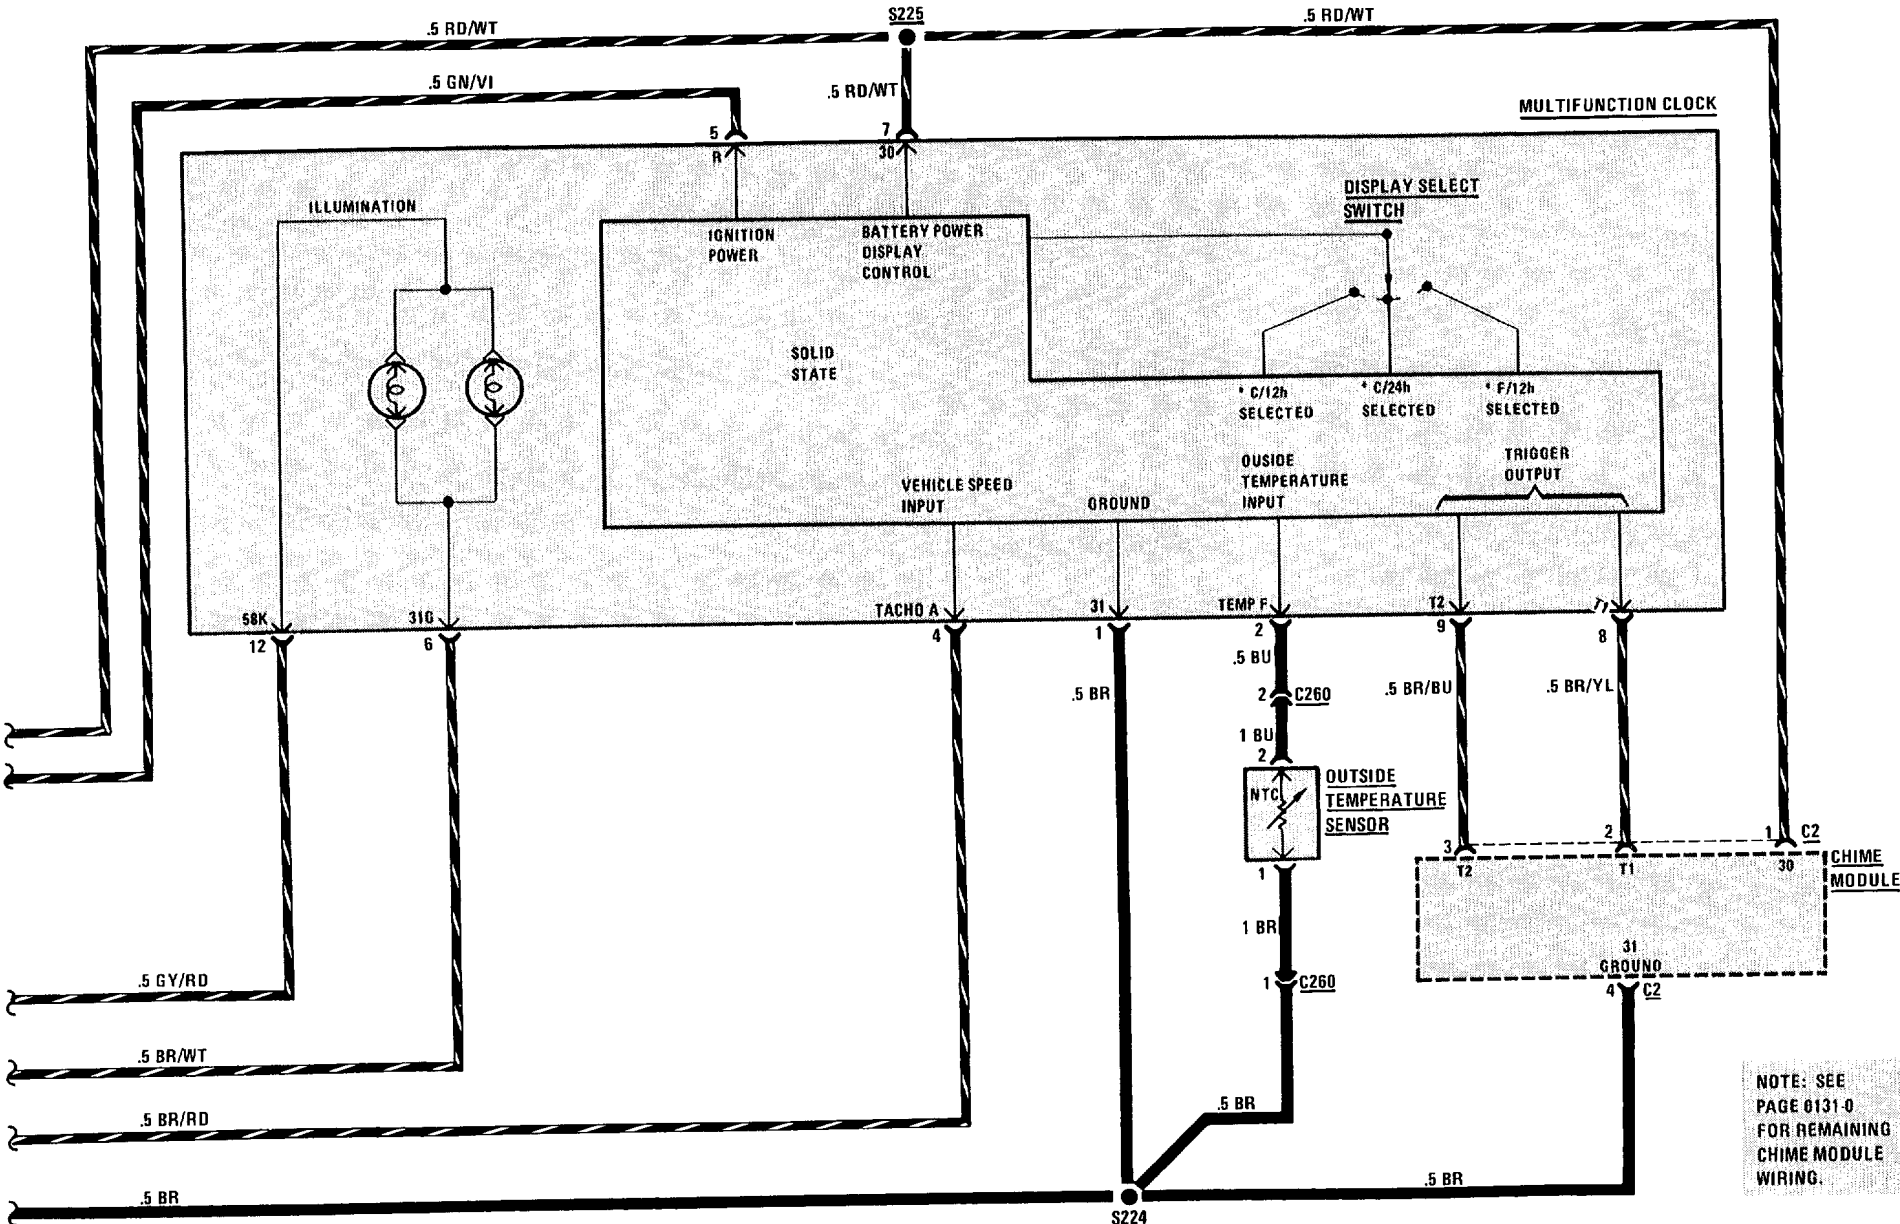 S225
.5 RD/WT
.5 RD/WT
.5 GN/VI
.5 RD/WT
MULTIFUNCTION CLOCK
5
7
R
30
ILLUMINATION
DISPLAY SELECT
SWITCH
IGNITION
POWER
BATTERY POWER
DISPLAY
CONTROL
SOLID
STATE
* C/12h
SELECTED
* C/24h
SELECTED
* F/12h
SELECTED
VEHICLE SPEED
INPUT
GROUND
OUSIDE
TEMPERATURE
INPUT
TRIGGER
OUTPUT
58K
31G
TACHO A
31
TEMP F
T2
T1
12
6
4
1
2
9
8
.5 BR
.5 BU
2
C260
1 BU
2
.5 BR/BU
.5 BR/YL
NTC
OUTSIDE
TEMPERATURE
SENSOR
1
3
2
1
C2
T2
T1
30
CHIME
MODULE
1 BR
1
C260
31
GROUND
4
C2
.5 GY/RD
.5 BR/WT
.5 BR/RD
.5 BR
.5 BR
.5 BR
S224
NOTE: SEE
PAGE 6131-0
FOR REMAINING
CHIME MODULE
WIRING.